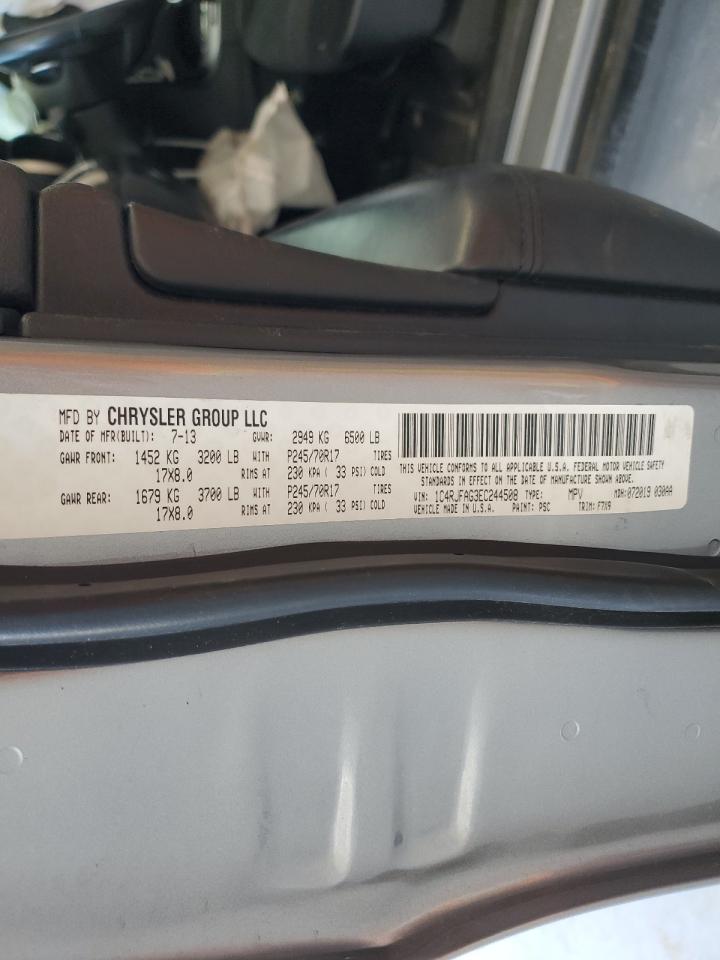 MFD BY CHRYSLER GROUP LLC
DATE OF MFR(BUILT): 7-13 GVWR: 2949 KG 6500 LB
GAWR FRONT: 1452 KG 3200 LB WITH P245/70R17 TIRES
17X8.0 RIMS AT 230 KPA ( 33 PSI) COLD
GAWR REAR: 1679 KG 3700 LB WITH P245/70R17 TIRES
17X8.0 RIMS AT 230 KPA ( 33 PSI) COLD
THIS VEHICLE CONFORMS TO ALL APPLICABLE U.S.A. FEDERAL MOTOR VEHICLE SAFETY
STANDARDS IN EFFECT ON THE DATE OF MANUFACTURE SHOWN ABOVE.
VIN: 1C4RJFAG3EC244508 TYPE: MPV MDH:072019 030AA
VEHICLE MADE IN U.S.A. PAINT: PSC TRIM: F7X9